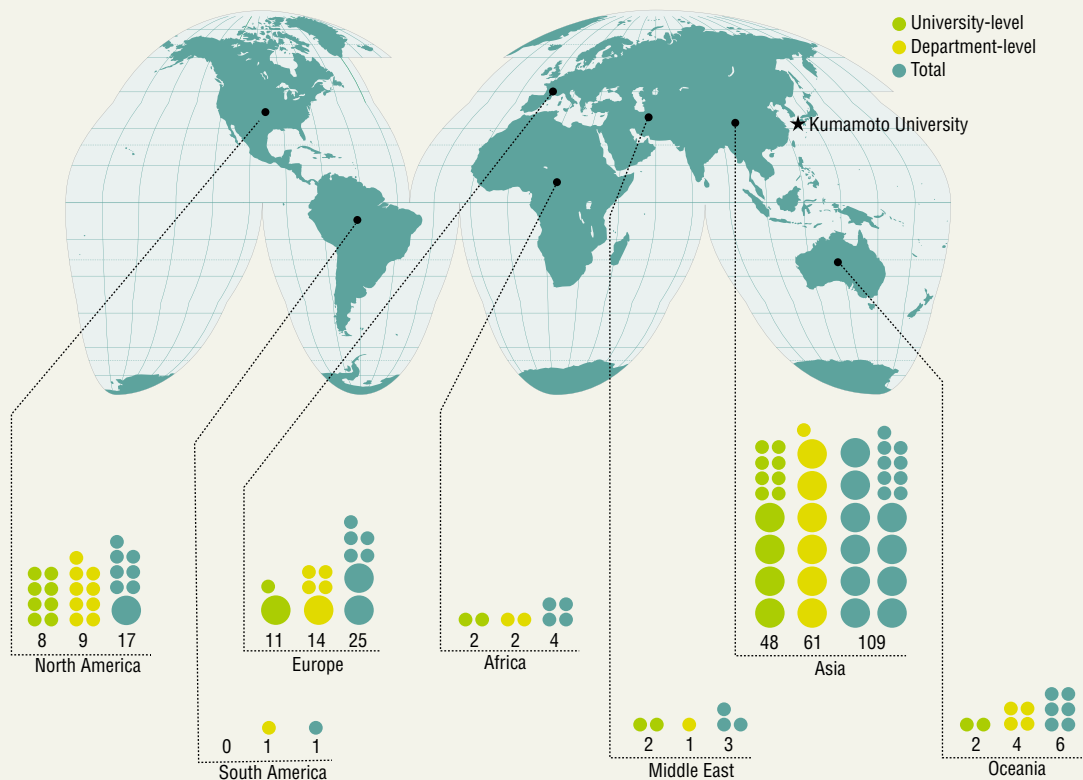 University-level
Department-level
Total
★Kumamoto University
8 9 17
North America
11 14 25
Europe
2 2 4
Africa
48 61 109
Asia
0 1 1
South America
2 1 3
Middle East
2 4 6
Oceania